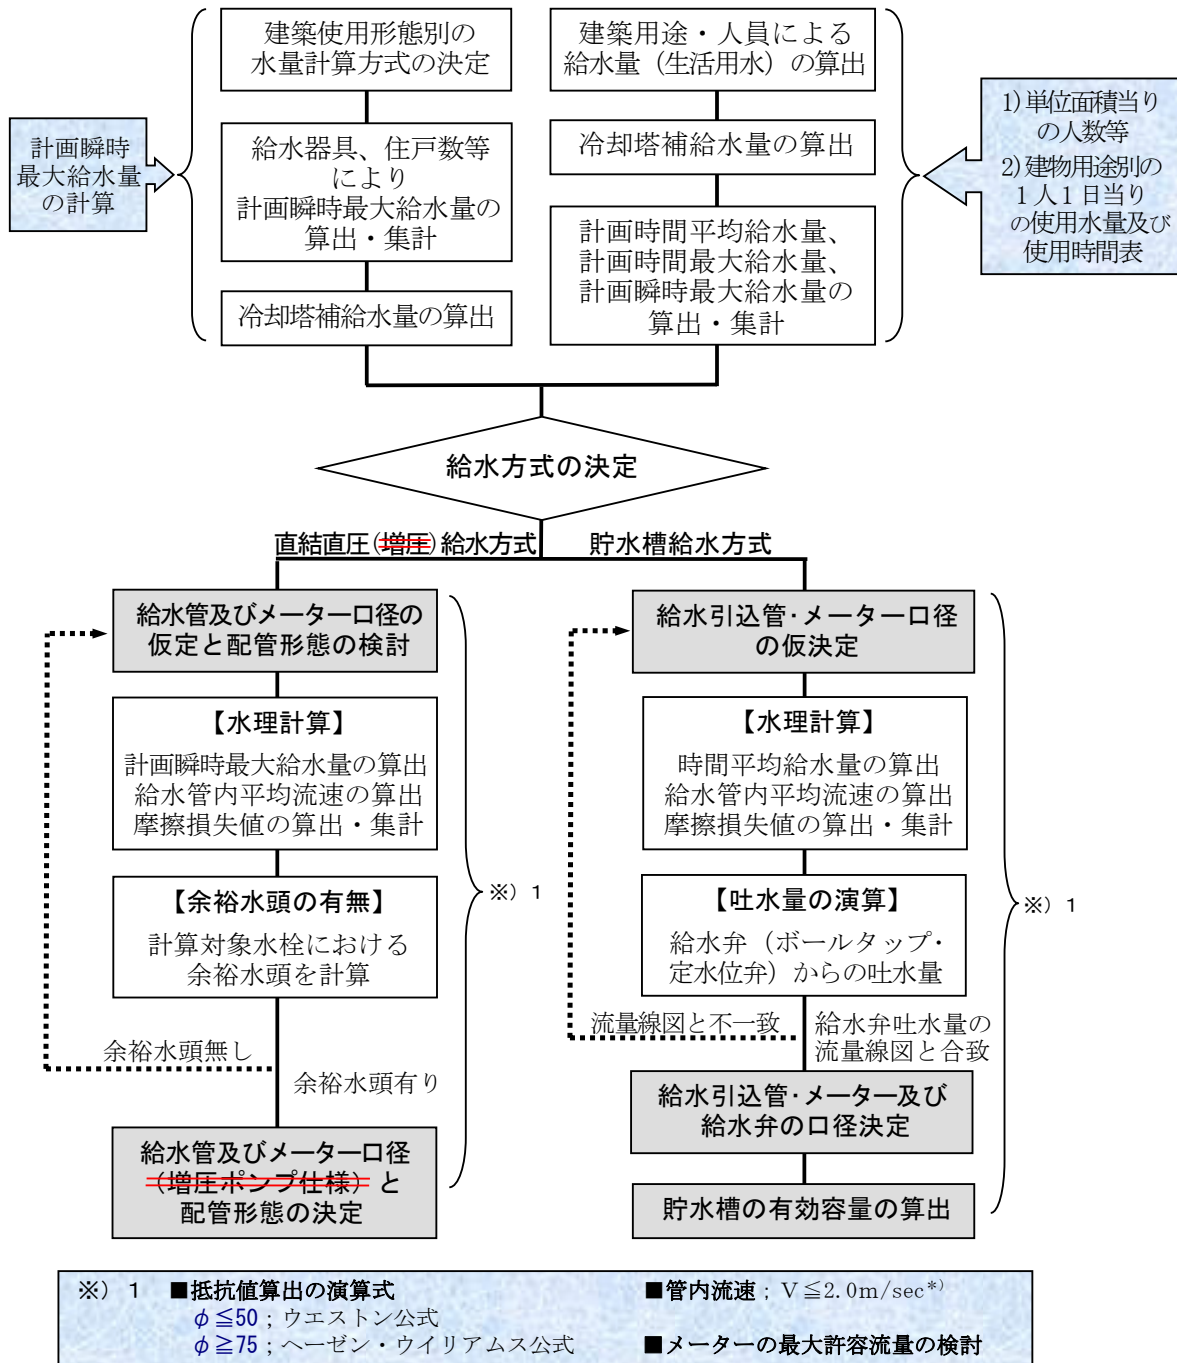 建築使用形態別の
水量計算方式の決定
建築用途・人員による
給水量（生活用水）の算出
計画瞬時
最大給水量
の計算
給水器具、住戸数等
により
計画瞬時最大給水量の
算出・集計
冷却塔補給水量の算出
冷却塔補給水量の算出
計画時間平均給水量、
計画時間最大給水量、
計画瞬時最大給水量の
算出・集計
1)単位面積当り
の人数等
2)建物用途別の
１人１日当り
の使用水量及び
使用時間表
給水方式の決定
直結直圧(増圧)給水方式
貯水槽給水方式
給水管及びメーター口径の
仮定と配管形態の検討
【水理計算】
計画瞬時最大給水量の算出
給水管内平均流速の算出
摩擦損失値の算出・集計
【余裕水頭の有無】
計算対象水栓における
余裕水頭を計算
※）１
余裕水頭無し
余裕水頭有り
給水管及びメーター口径
（増圧ポンプ仕様）と
配管形態の決定
給水引込管･メーター口径
の仮決定
【水理計算】
時間平均給水量の算出
給水管内平均流速の算出
摩擦損失値の算出・集計
【吐水量の演算】
給水弁（ボールタップ・
定水位弁）からの吐水量
※）１
流量線図と不一致
給水弁吐水量の
流量線図と合致
給水引込管･メーター及び
給水弁の口径決定
貯水槽の有効容量の算出
※）１ ■抵抗値算出の演算式
φ≦50；ウエストン公式
φ≧75；ヘーゼン・ウイリアムス公式
■管内流速；V≦2.0m/sec*)
■メーターの最大許容流量の検討